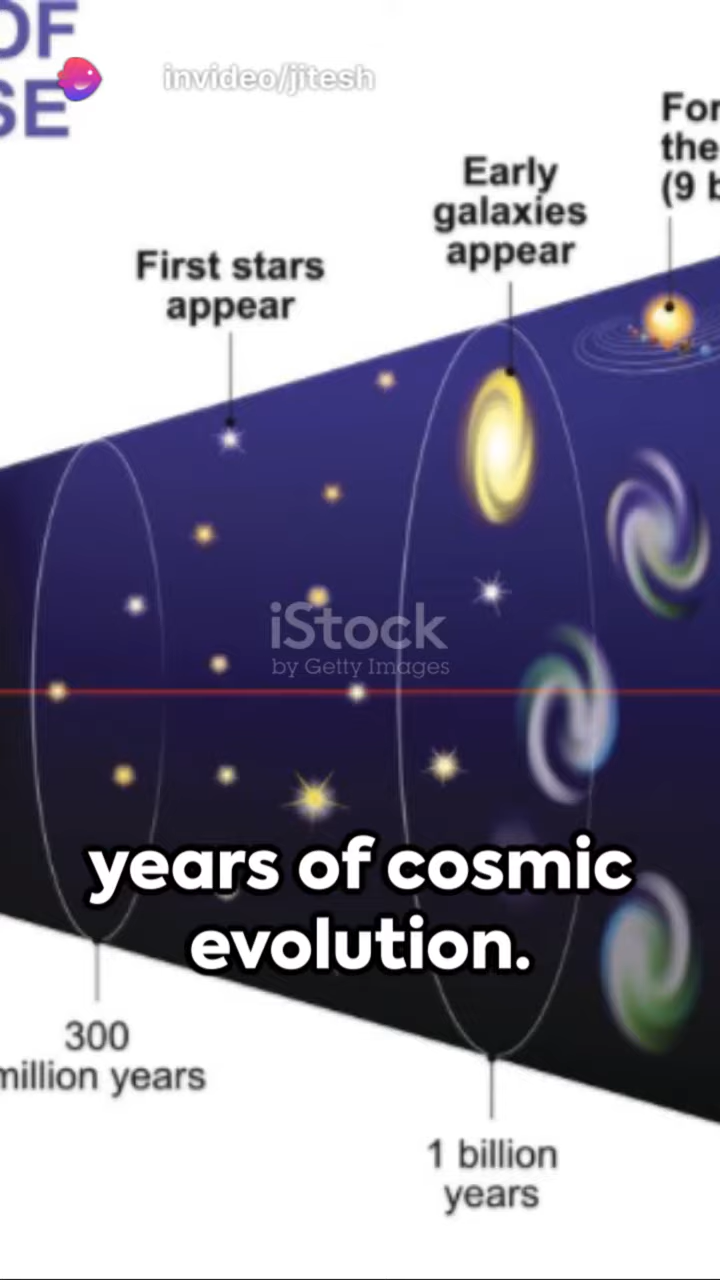 OF
SE
invideo/jitesh
For
the
(9 b
Early
galaxies
appear
First stars
appear
iStock
by Getty Images
years of cosmic
evolution.
300
million years
1 billion
years